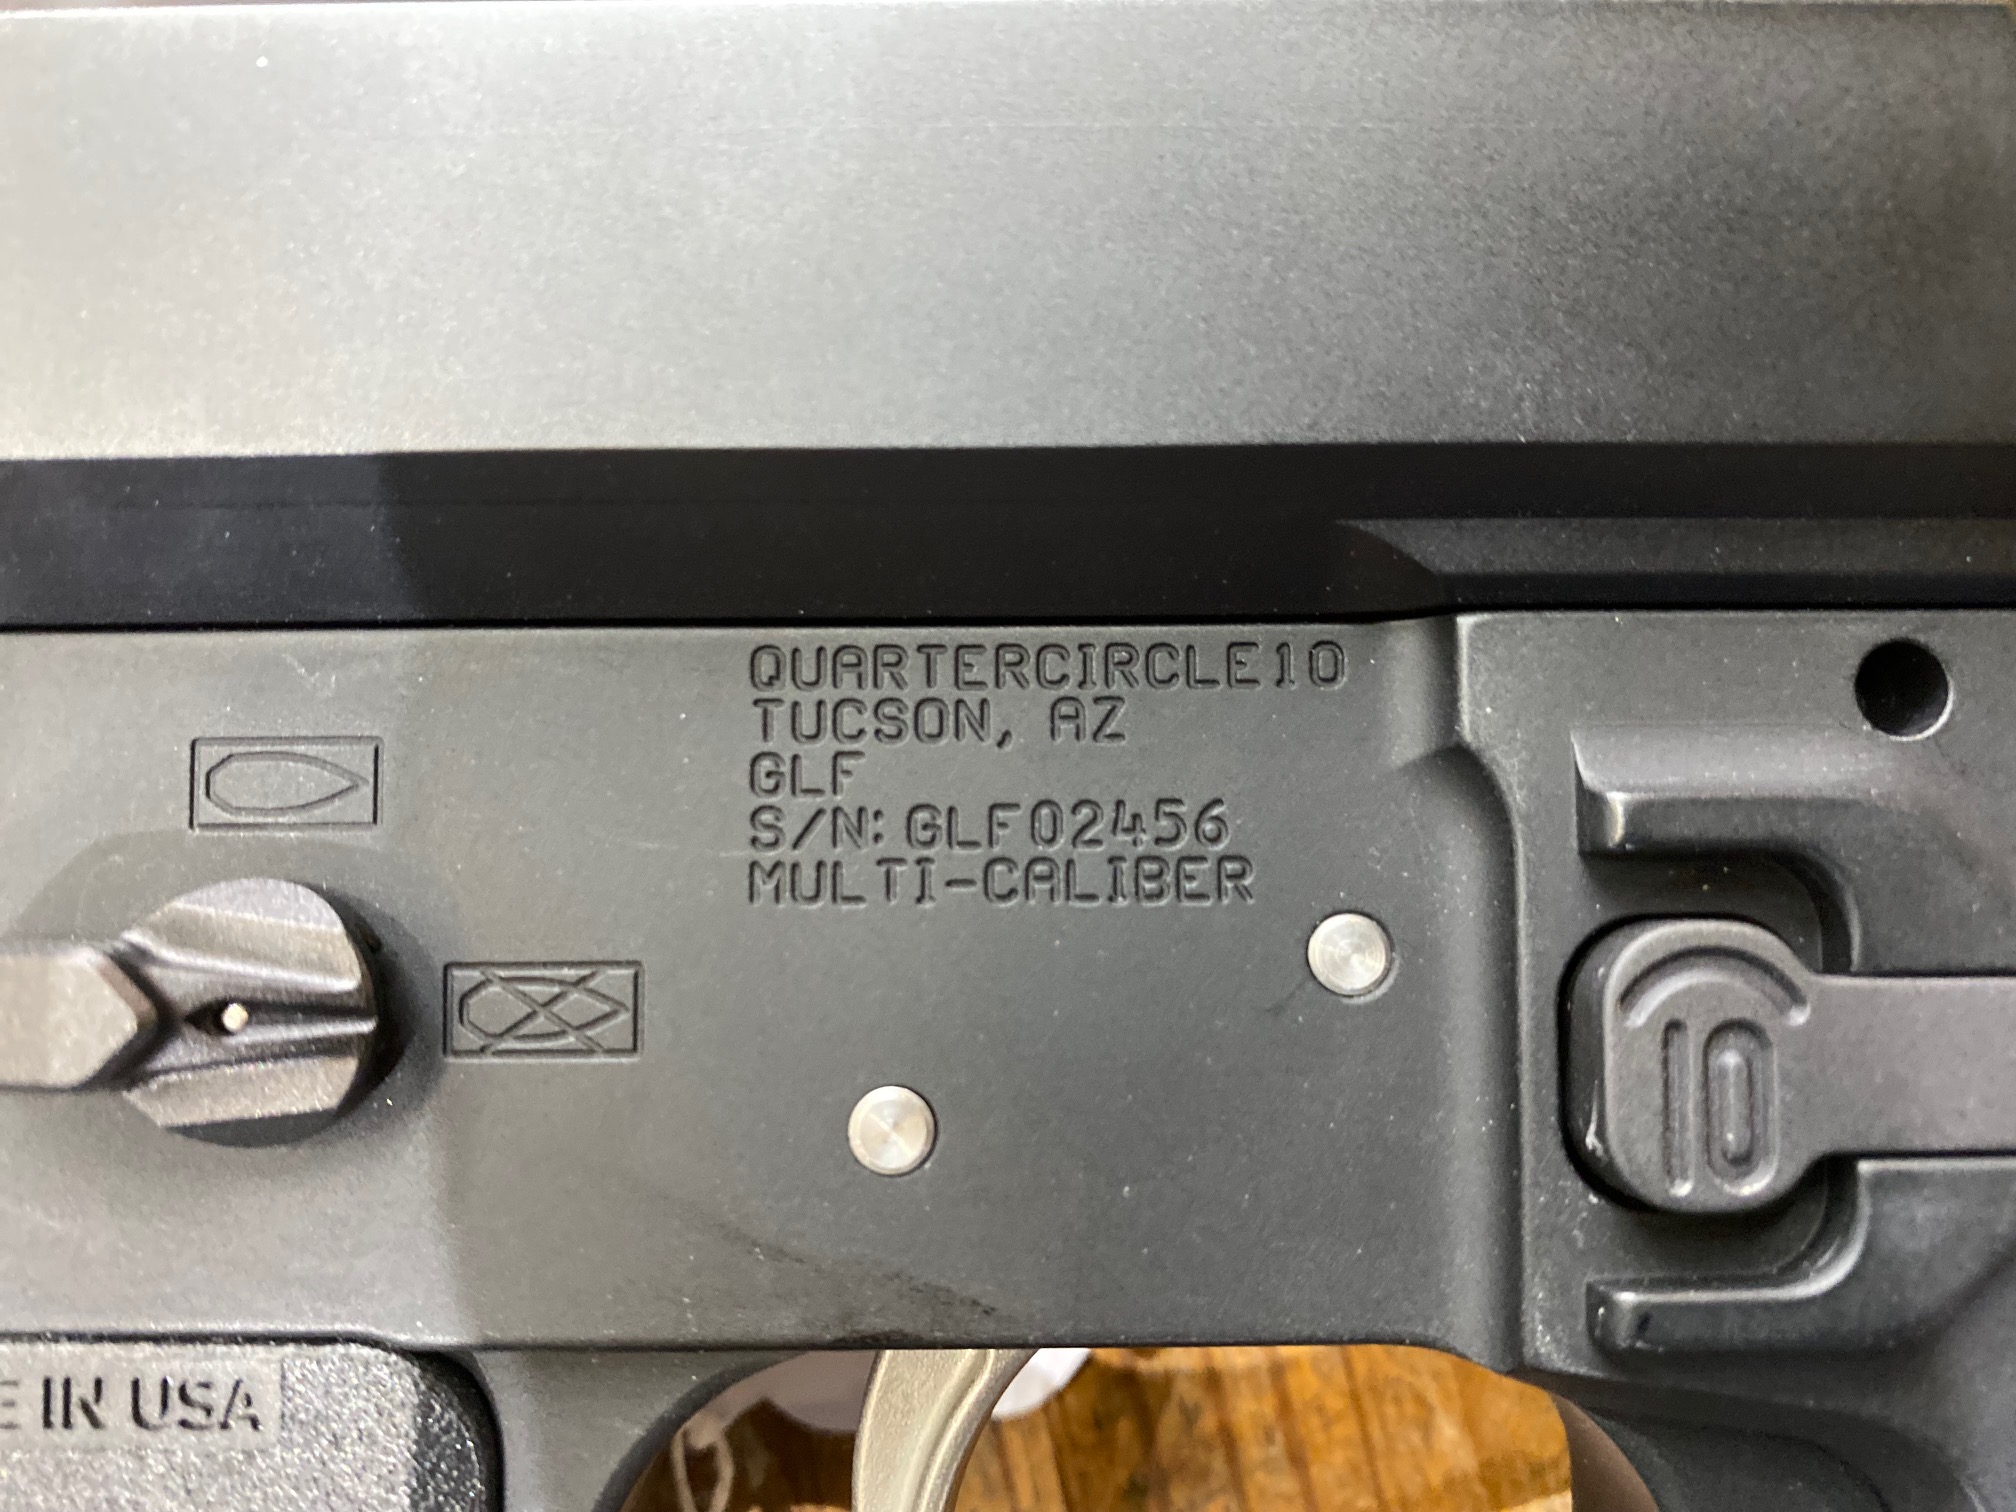 QUARTERCIRCLE10
TUCSON, AZ
GLF
S/N: GLF02456
MULTI-CALIBER
10
E IN USA